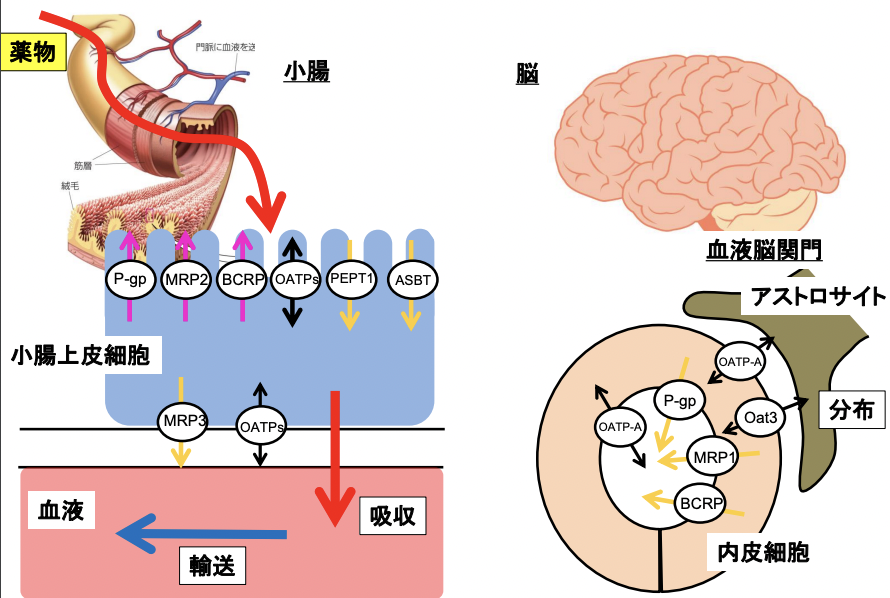 薬物
門脈に血液を送
小腸
筋層
絨毛
P-gp
MRP2
BCRP
OATPs
PEPT1
ASBT
小腸上皮細胞
MRP3
OATPs
血液
吸収
輸送
脳
血液脳関門
アストロサイト
OATP-A
P-gp
Oat3
分布
OATP-A
MRP1
BCRP
内皮細胞